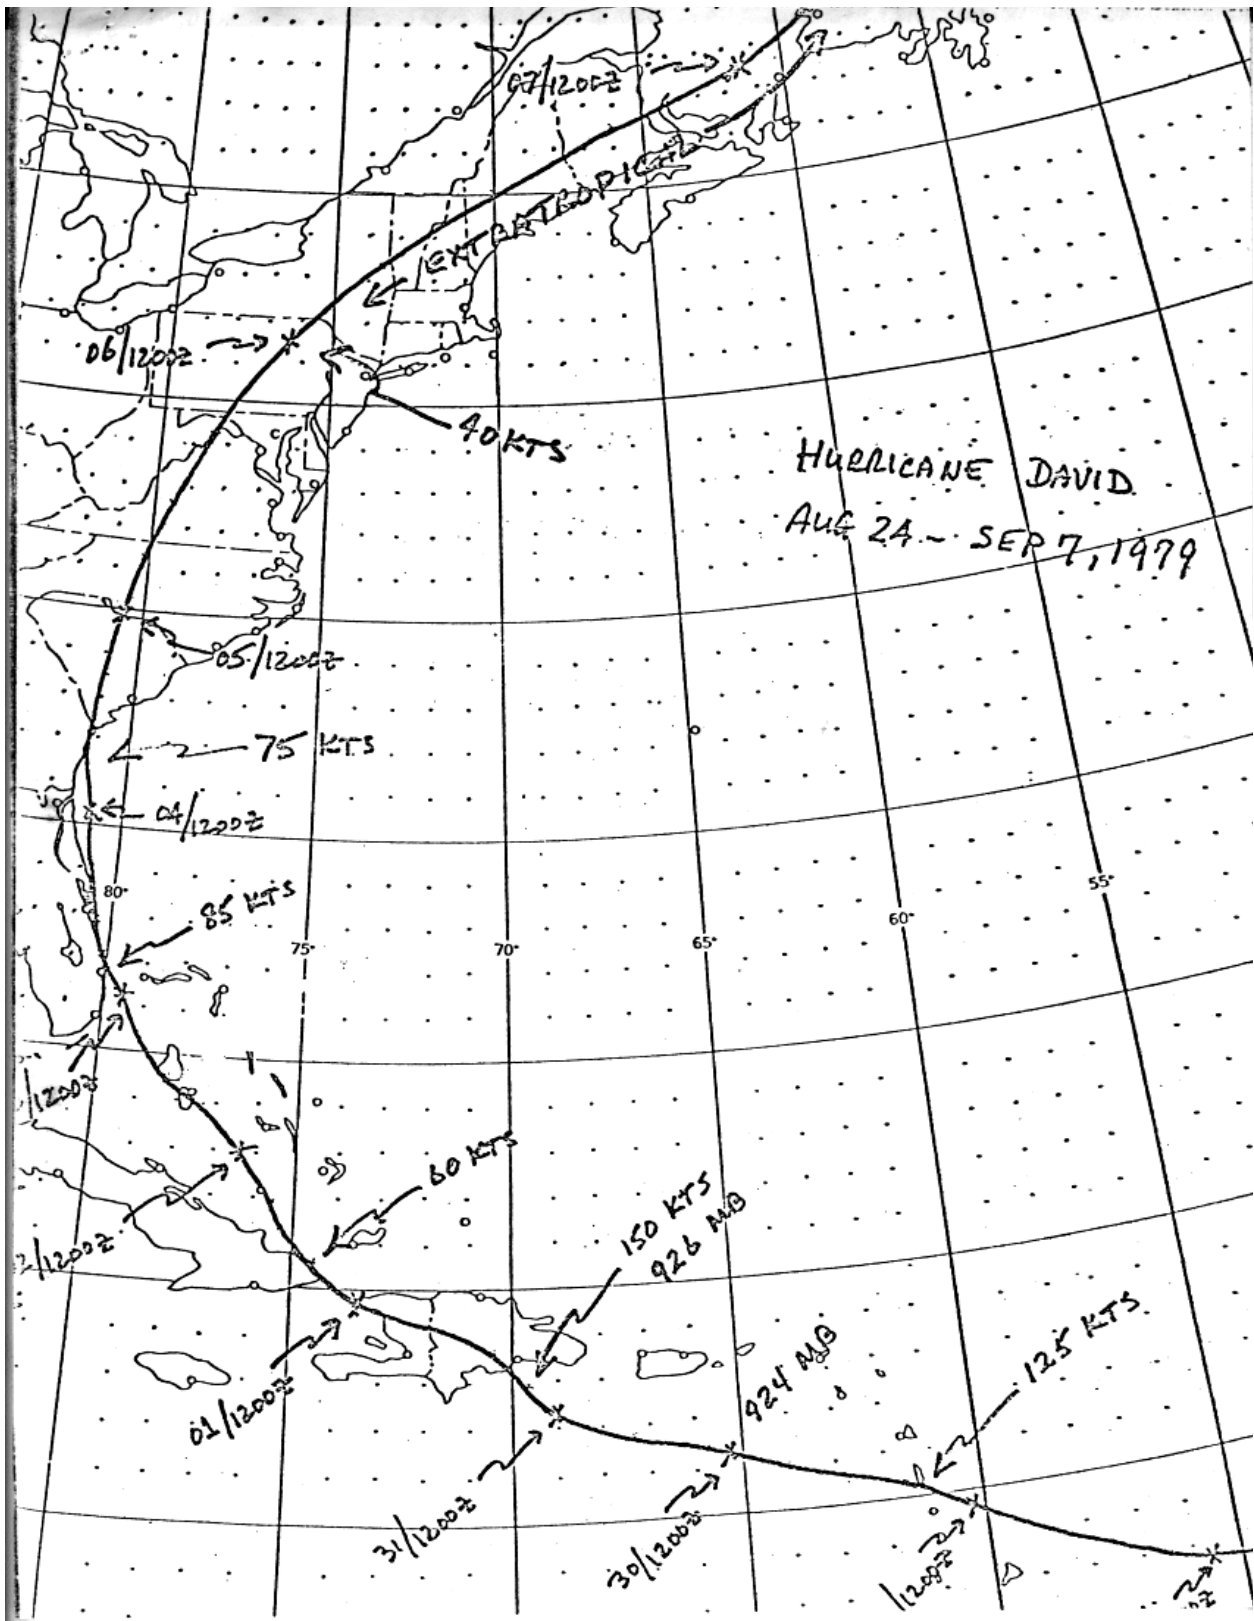 07/1200Z
EXTRATROPICAL
06/1200Z
40 KTS
HURRICANE DAVID
AUG 24 - SEP 7, 1979
05/1200Z
75 KTS
04/1200Z
80°
85 KTS
55°
60°
65°
70°
75°
/1200Z
60 KTS
150 KTS
926 MB
2/1200Z
924 MB
125 KTS
01/1200Z
31/1200Z
30/1200Z
/1200Z
0Z